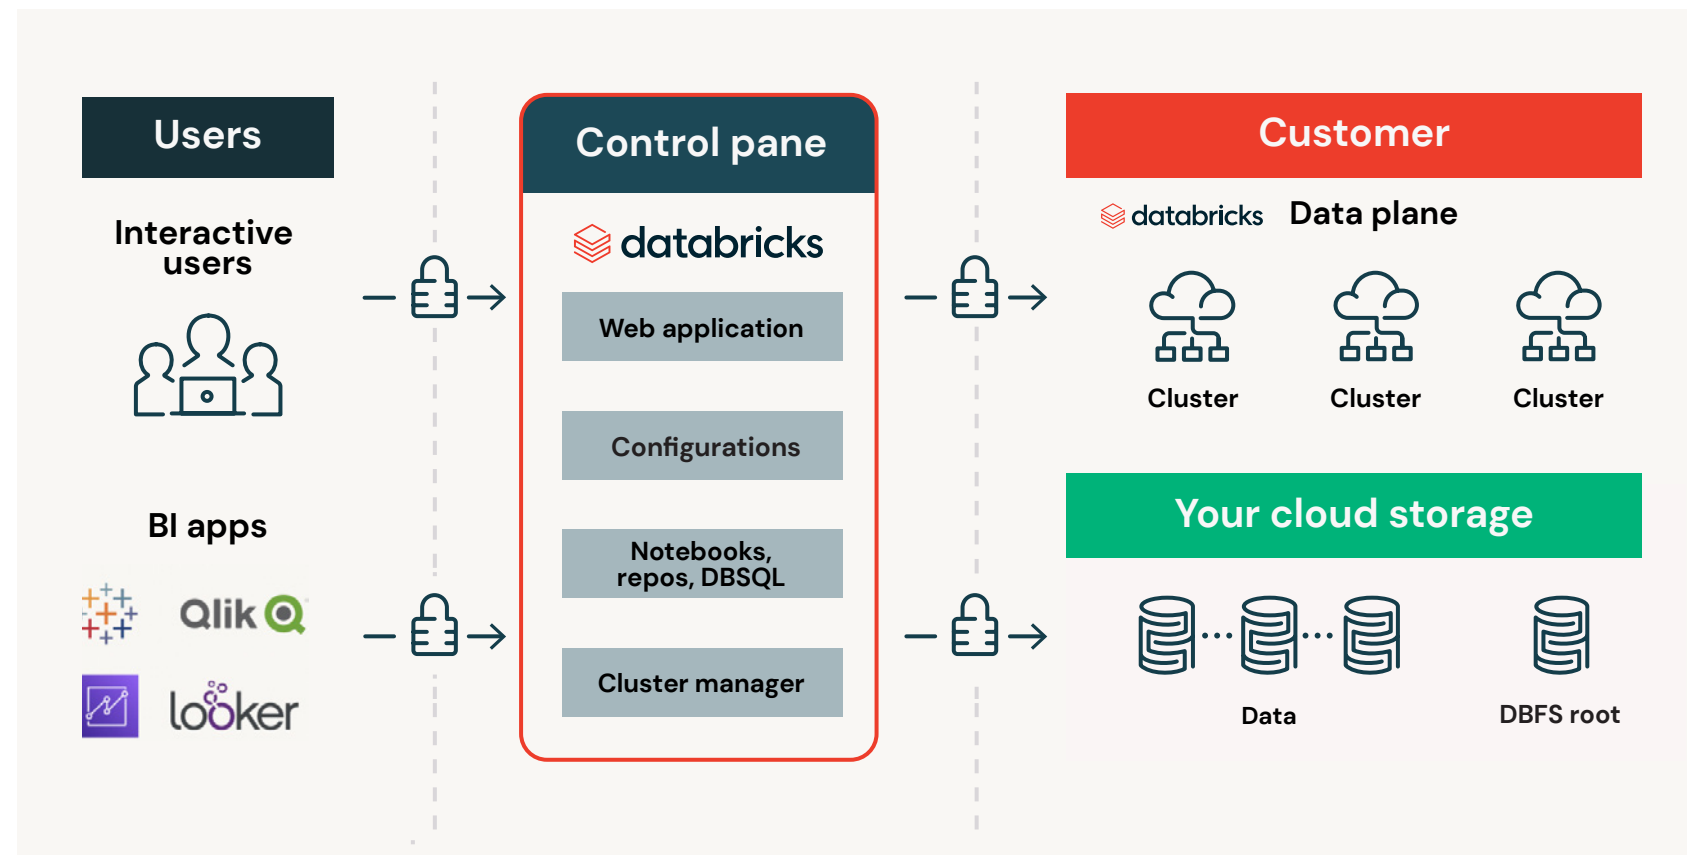 Users
Interactive
users
BI apps
Qlik
looker
Control pane
databricks
Web application
Configurations
Notebooks,
repos, DBSQL
Cluster manager
Customer
databricks Data plane
Cluster Cluster Cluster
Your cloud storage
Data DBFS root